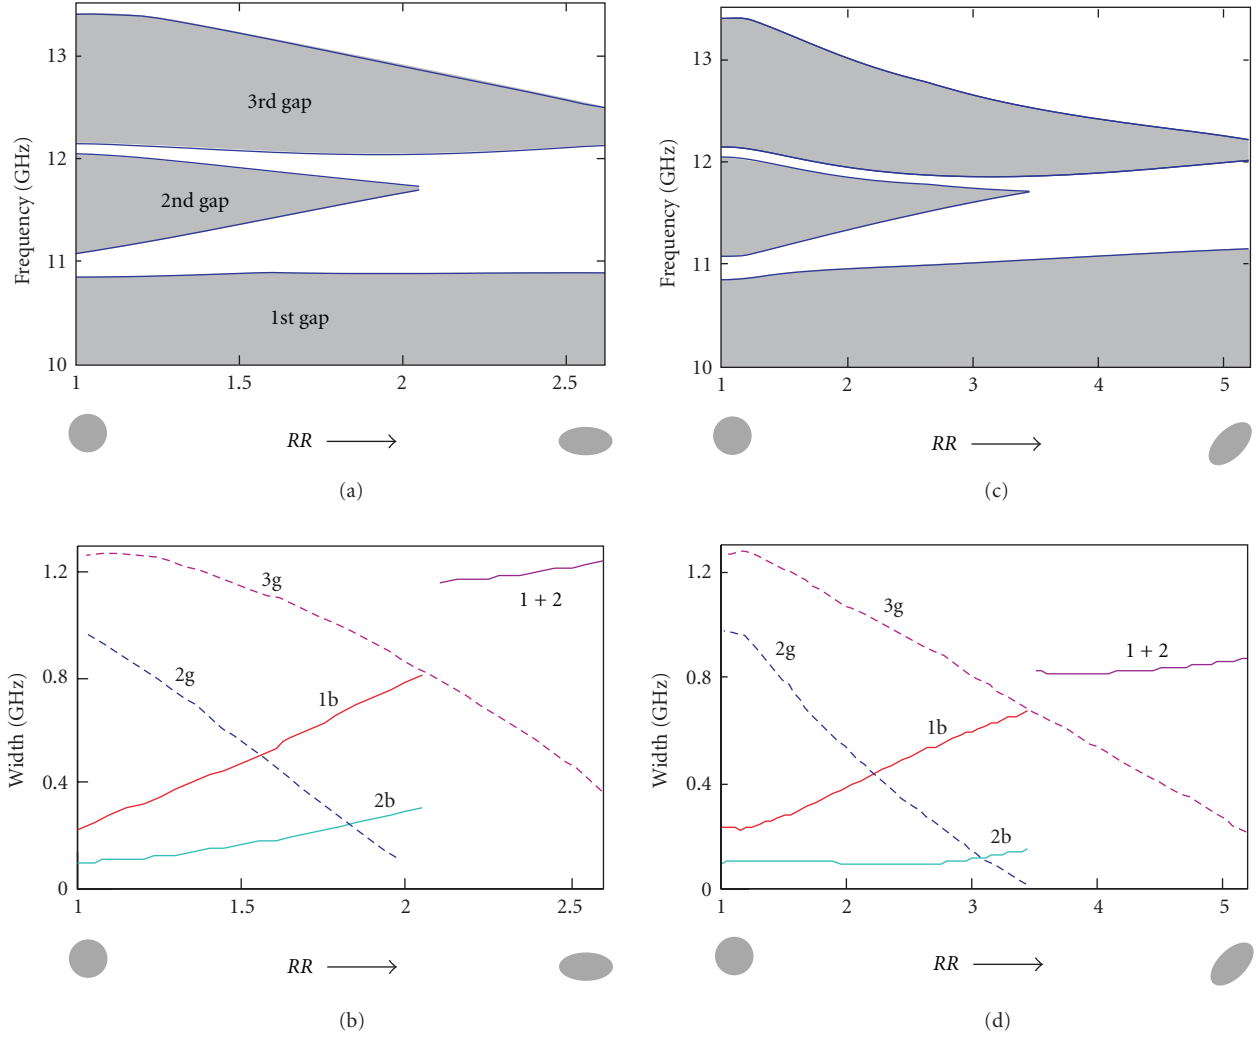 13
12
11
10
Frequency (GHz)
3rd gap
2nd gap
1st gap
1
1.5
2
2.5
RR
(a)
13
12
11
10
Frequency (GHz)
1
2
3
4
5
RR
(c)
1.2
0.8
0.4
0
Width (GHz)
3g
2g
1b
2b
1 + 2
1
1.5
2
2.5
RR
(b)
1.2
0.8
0.4
0
Width (GHz)
3g
2g
1b
2b
1 + 2
1
2
3
4
5
RR
(d)